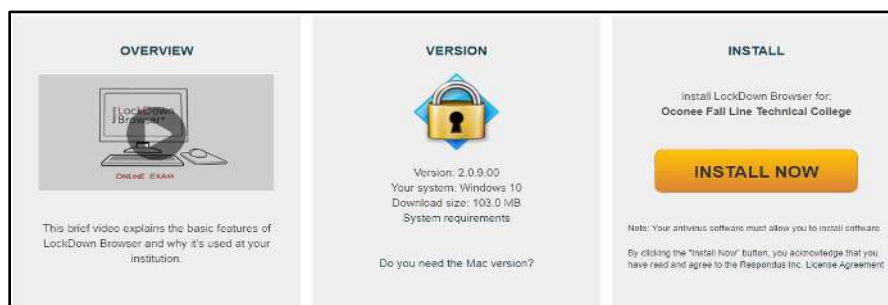 OVERVIEW
LockDown
Browser
ONLINE EXAM
This brief video explains the basic features of
LockDown Browser and why it's used at your
institution.
VERSION
Version: 2.0.9.00
Your system: Windows 10
Download size: 103.0 MB
System requirements
Do you need the Mac version?
INSTALL
Install LockDown Browser for:
Oconee Fall Line Technical College
INSTALL NOW
Note: Your antivirus software must allow you to install software.
By clicking the "Install Now" button, you acknowledge that you
have read and agree to the Respondus Inc. License Agreement